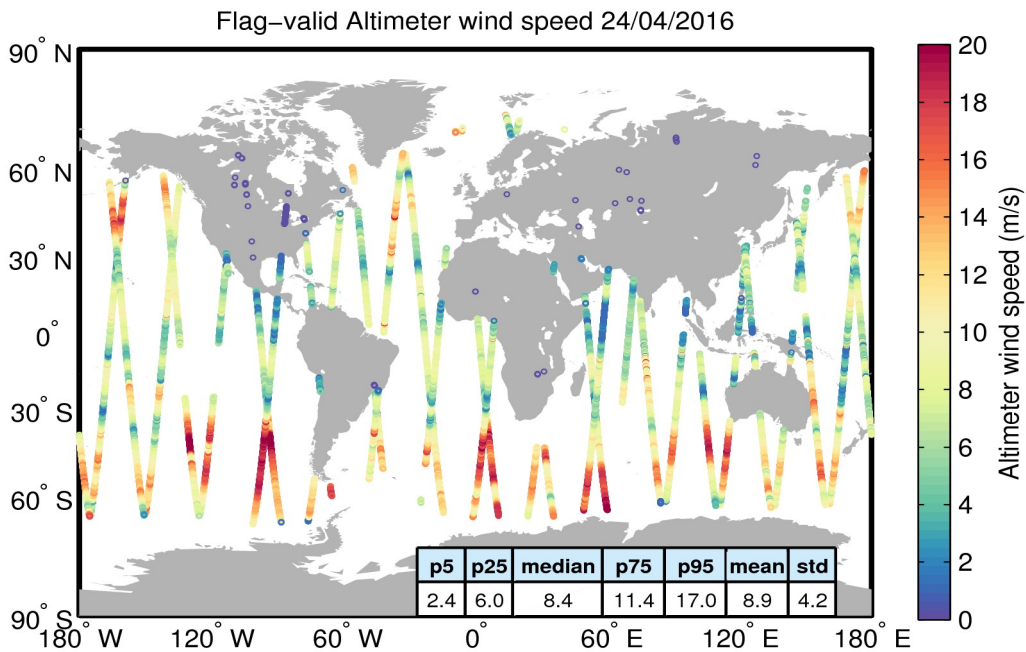 Flag−valid Altimeter wind speed 24/04/2016
90° N
60° N
30° N
0°
30° S
60° S
90° S
180° W
120° W
60° W
0°
60° E
120° E
180° E
p5 p25 median p75 p95 mean std
2.4 6.0 8.4 11.4 17.0 8.9 4.2
20
18
16
14
12
10
8
6
4
2
0
Altimeter wind speed (m/s)